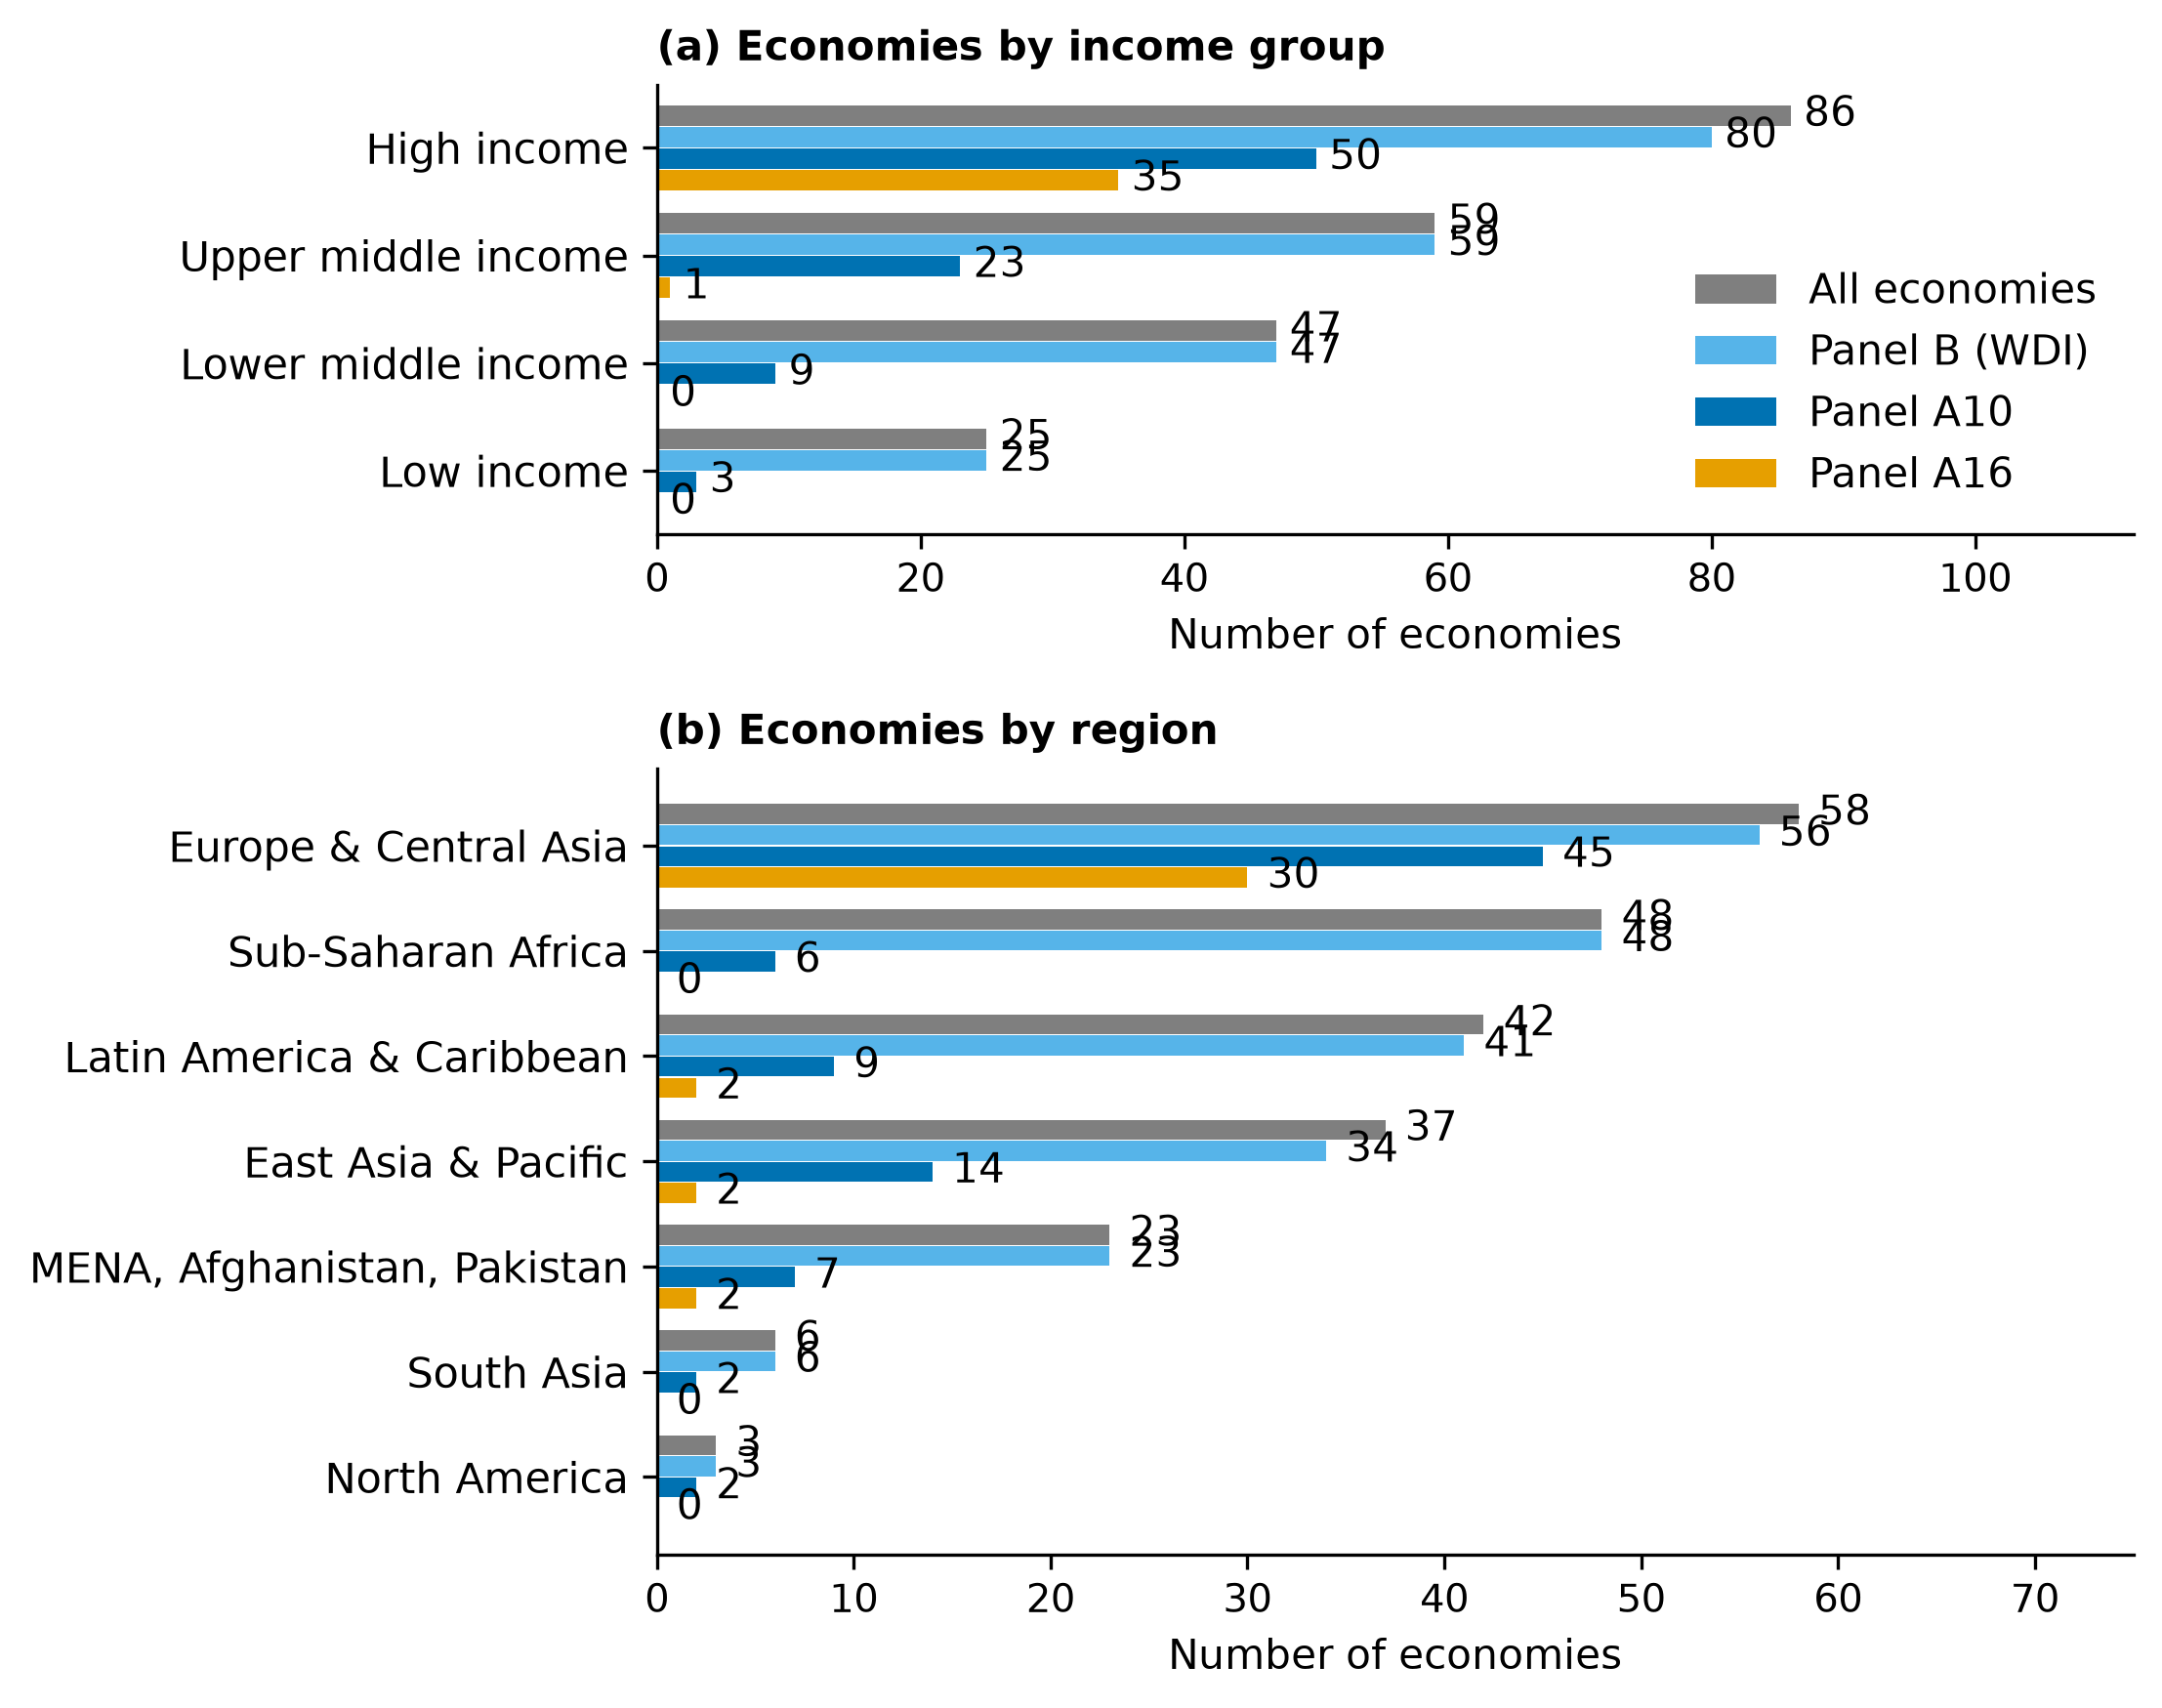 (a) Economies by income group
High income
86
80
50
35
Upper middle income
59
59
23
1
Lower middle income
47
47
9
0
Low income
25
25
3
0
All economies
Panel B (WDI)
Panel A10
Panel A16
0 20 40 60 80 100
Number of economies
(b) Economies by region
Europe & Central Asia
58
56
45
30
Sub-Saharan Africa
48
48
6
0
Latin America & Caribbean
42
41
9
2
East Asia & Pacific
37
34
14
2
MENA, Afghanistan, Pakistan
23
23
7
2
South Asia
6
6
2
0
North America
3
3
2
0
0 10 20 30 40 50 60 70
Number of economies